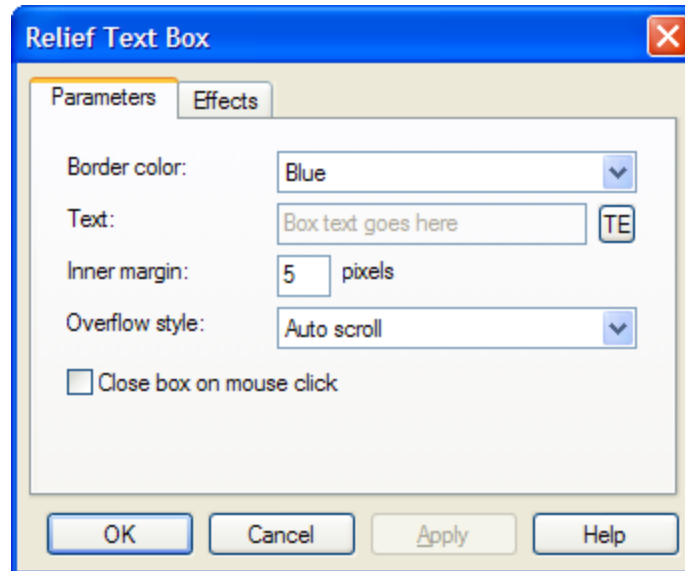 Relief Text Box
Parameters Effects
Border color: Blue
Text: Box text goes here TE
Inner margin: 5 pixels
Overflow style: Auto scroll
Close box on mouse click
OK Cancel Apply Help